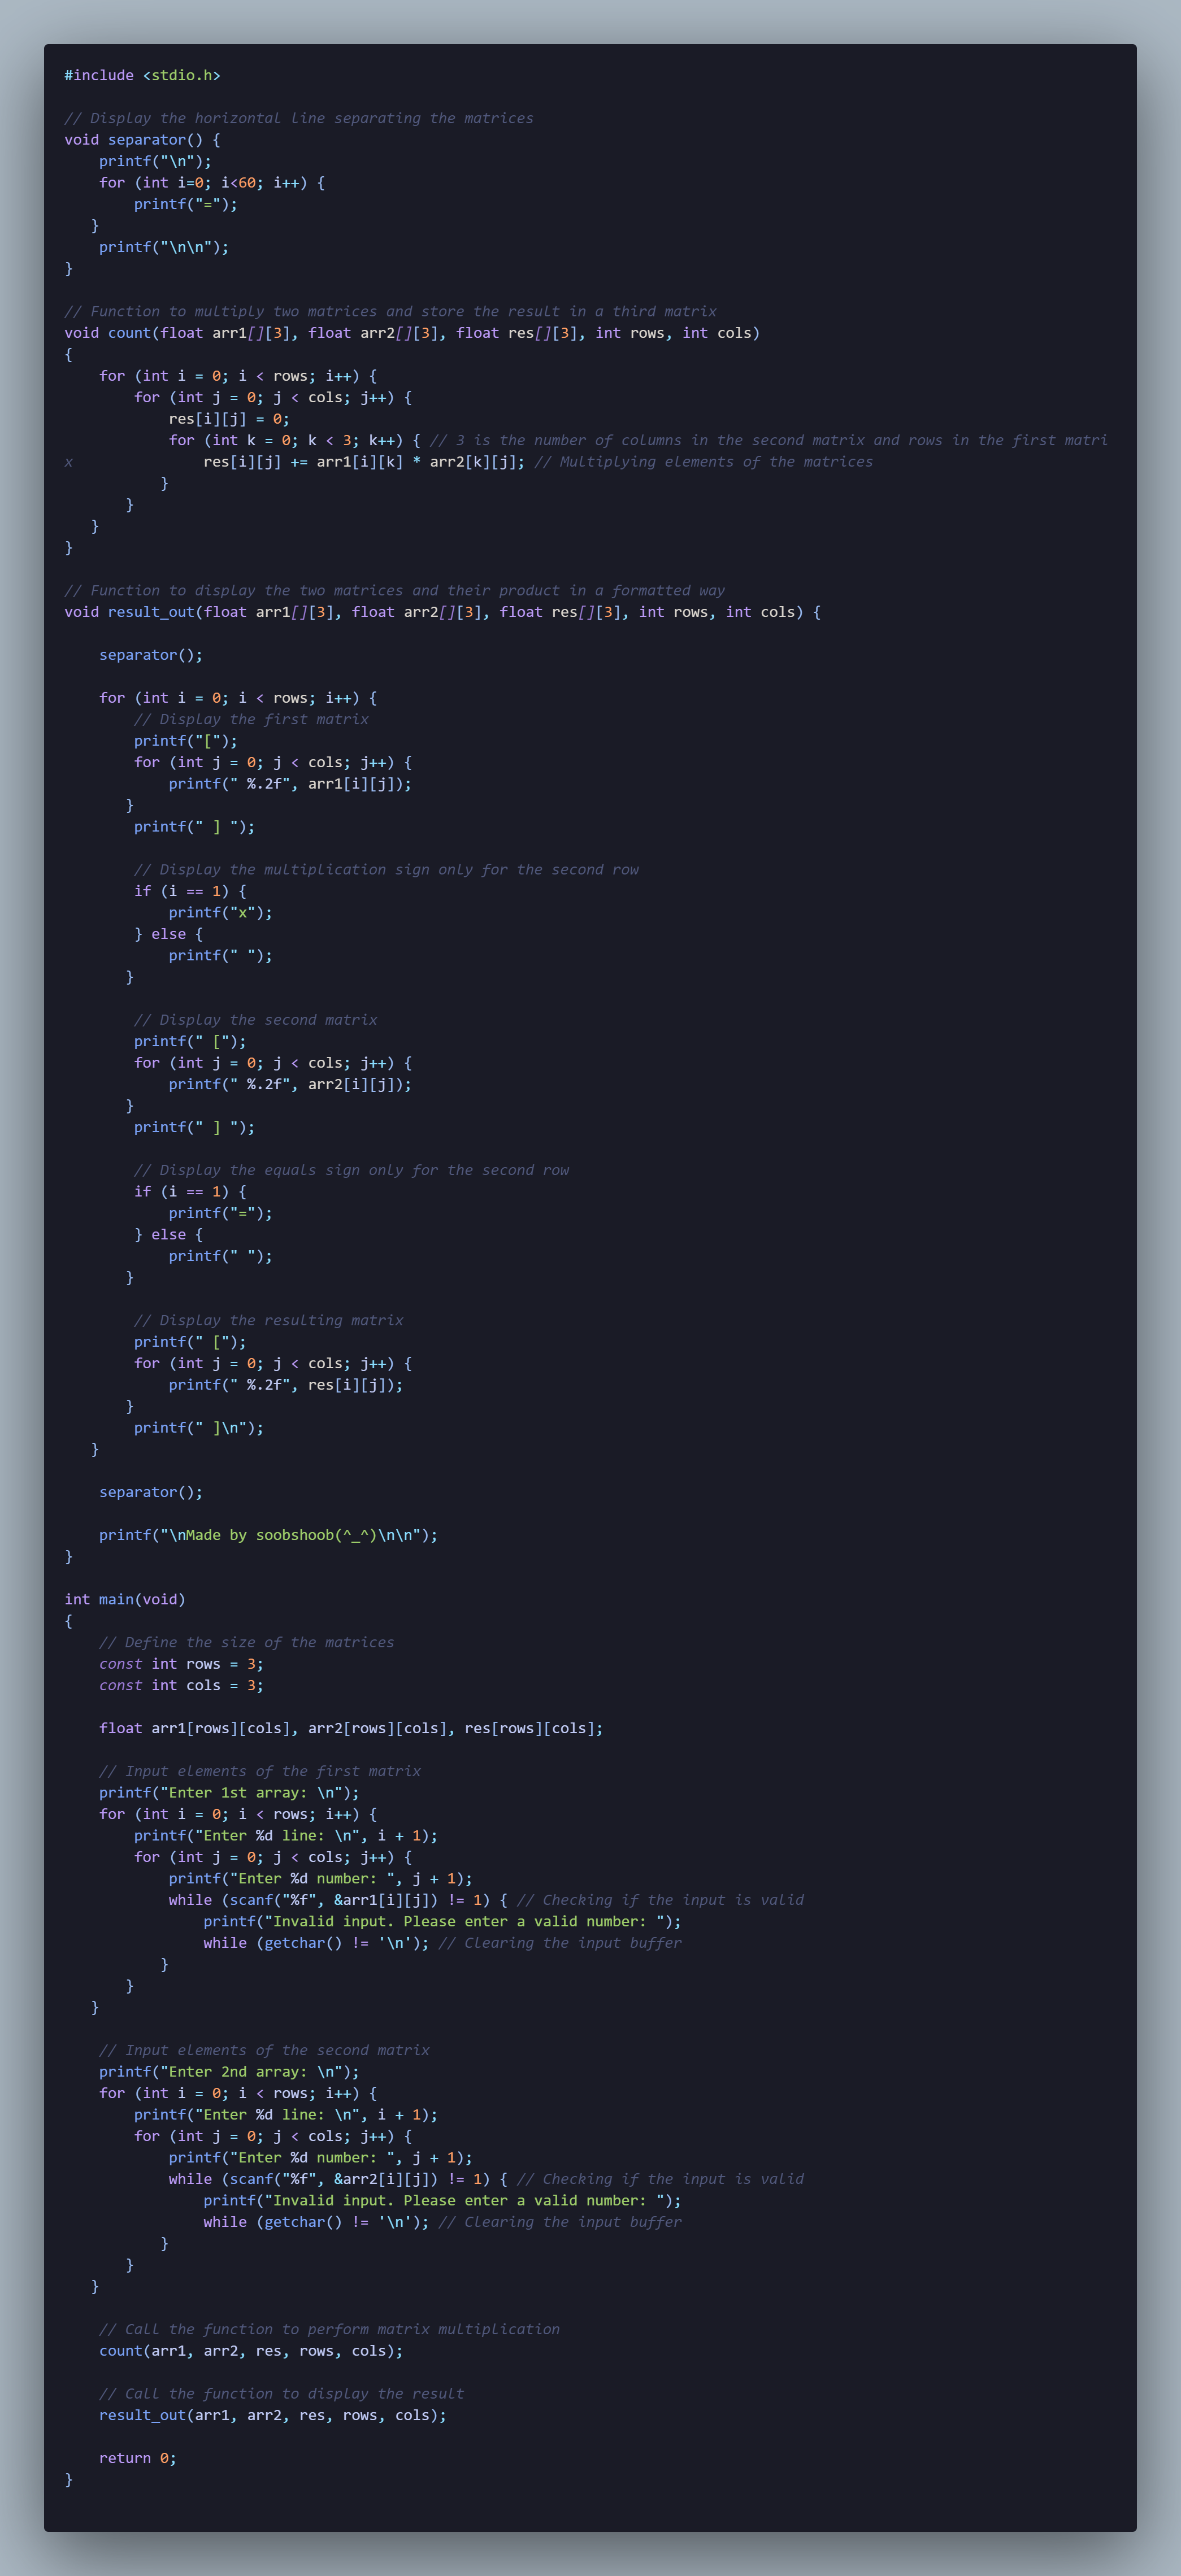 #include <stdio.h>

// Display the horizontal line separating the matrices
void separator() {
    printf("\n");
    for (int i=0; i<60; i++) {
        printf("=");
   }
    printf("\n\n");
}

// Function to multiply two matrices and store the result in a third matrix
void count(float arr1[][3], float arr2[][3], float res[][3], int rows, int cols)
{
    for (int i = 0; i < rows; i++) {
        for (int j = 0; j < cols; j++) {
            res[i][j] = 0;
            for (int k = 0; k < 3; k++) { // 3 is the number of columns in the second matrix and rows in the first matri
x               res[i][j] += arr1[i][k] * arr2[k][j]; // Multiplying elements of the matrices
           }
       }
   }
}

// Function to display the two matrices and their product in a formatted way
void result_out(float arr1[][3], float arr2[][3], float res[][3], int rows, int cols) {

    separator();

    for (int i = 0; i < rows; i++) {
        // Display the first matrix
        printf("[");
        for (int j = 0; j < cols; j++) {
            printf(" %.2f", arr1[i][j]);
       }
        printf(" ] ");

        // Display the multiplication sign only for the second row
        if (i == 1) {
            printf("x");
        } else {
            printf(" ");
       }

        // Display the second matrix
        printf(" [");
        for (int j = 0; j < cols; j++) {
            printf(" %.2f", arr2[i][j]);
       }
        printf(" ] ");

        // Display the equals sign only for the second row
        if (i == 1) {
            printf("=");
        } else {
            printf(" ");
       }

        // Display the resulting matrix
        printf(" [");
        for (int j = 0; j < cols; j++) {
            printf(" %.2f", res[i][j]);
       }
        printf(" ]\n");
   }

    separator();

    printf("\nMade by soobshoob(^_^)\n\n");
}

int main(void)
{
    // Define the size of the matrices
    const int rows = 3;
    const int cols = 3;

    float arr1[rows][cols], arr2[rows][cols], res[rows][cols];

    // Input elements of the first matrix
    printf("Enter 1st array: \n");
    for (int i = 0; i < rows; i++) {
        printf("Enter %d line: \n", i + 1);
        for (int j = 0; j < cols; j++) {
            printf("Enter %d number: ", j + 1);
            while (scanf("%f", &arr1[i][j]) != 1) { // Checking if the input is valid
                printf("Invalid input. Please enter a valid number: ");
                while (getchar() != '\n'); // Clearing the input buffer
           }
       }
   }

    // Input elements of the second matrix
    printf("Enter 2nd array: \n");
    for (int i = 0; i < rows; i++) {
        printf("Enter %d line: \n", i + 1);
        for (int j = 0; j < cols; j++) {
            printf("Enter %d number: ", j + 1);
            while (scanf("%f", &arr2[i][j]) != 1) { // Checking if the input is valid
                printf("Invalid input. Please enter a valid number: ");
                while (getchar() != '\n'); // Clearing the input buffer
           }
       }
   }

    // Call the function to perform matrix multiplication
    count(arr1, arr2, res, rows, cols);

    // Call the function to display the result
    result_out(arr1, arr2, res, rows, cols);

    return 0;
}